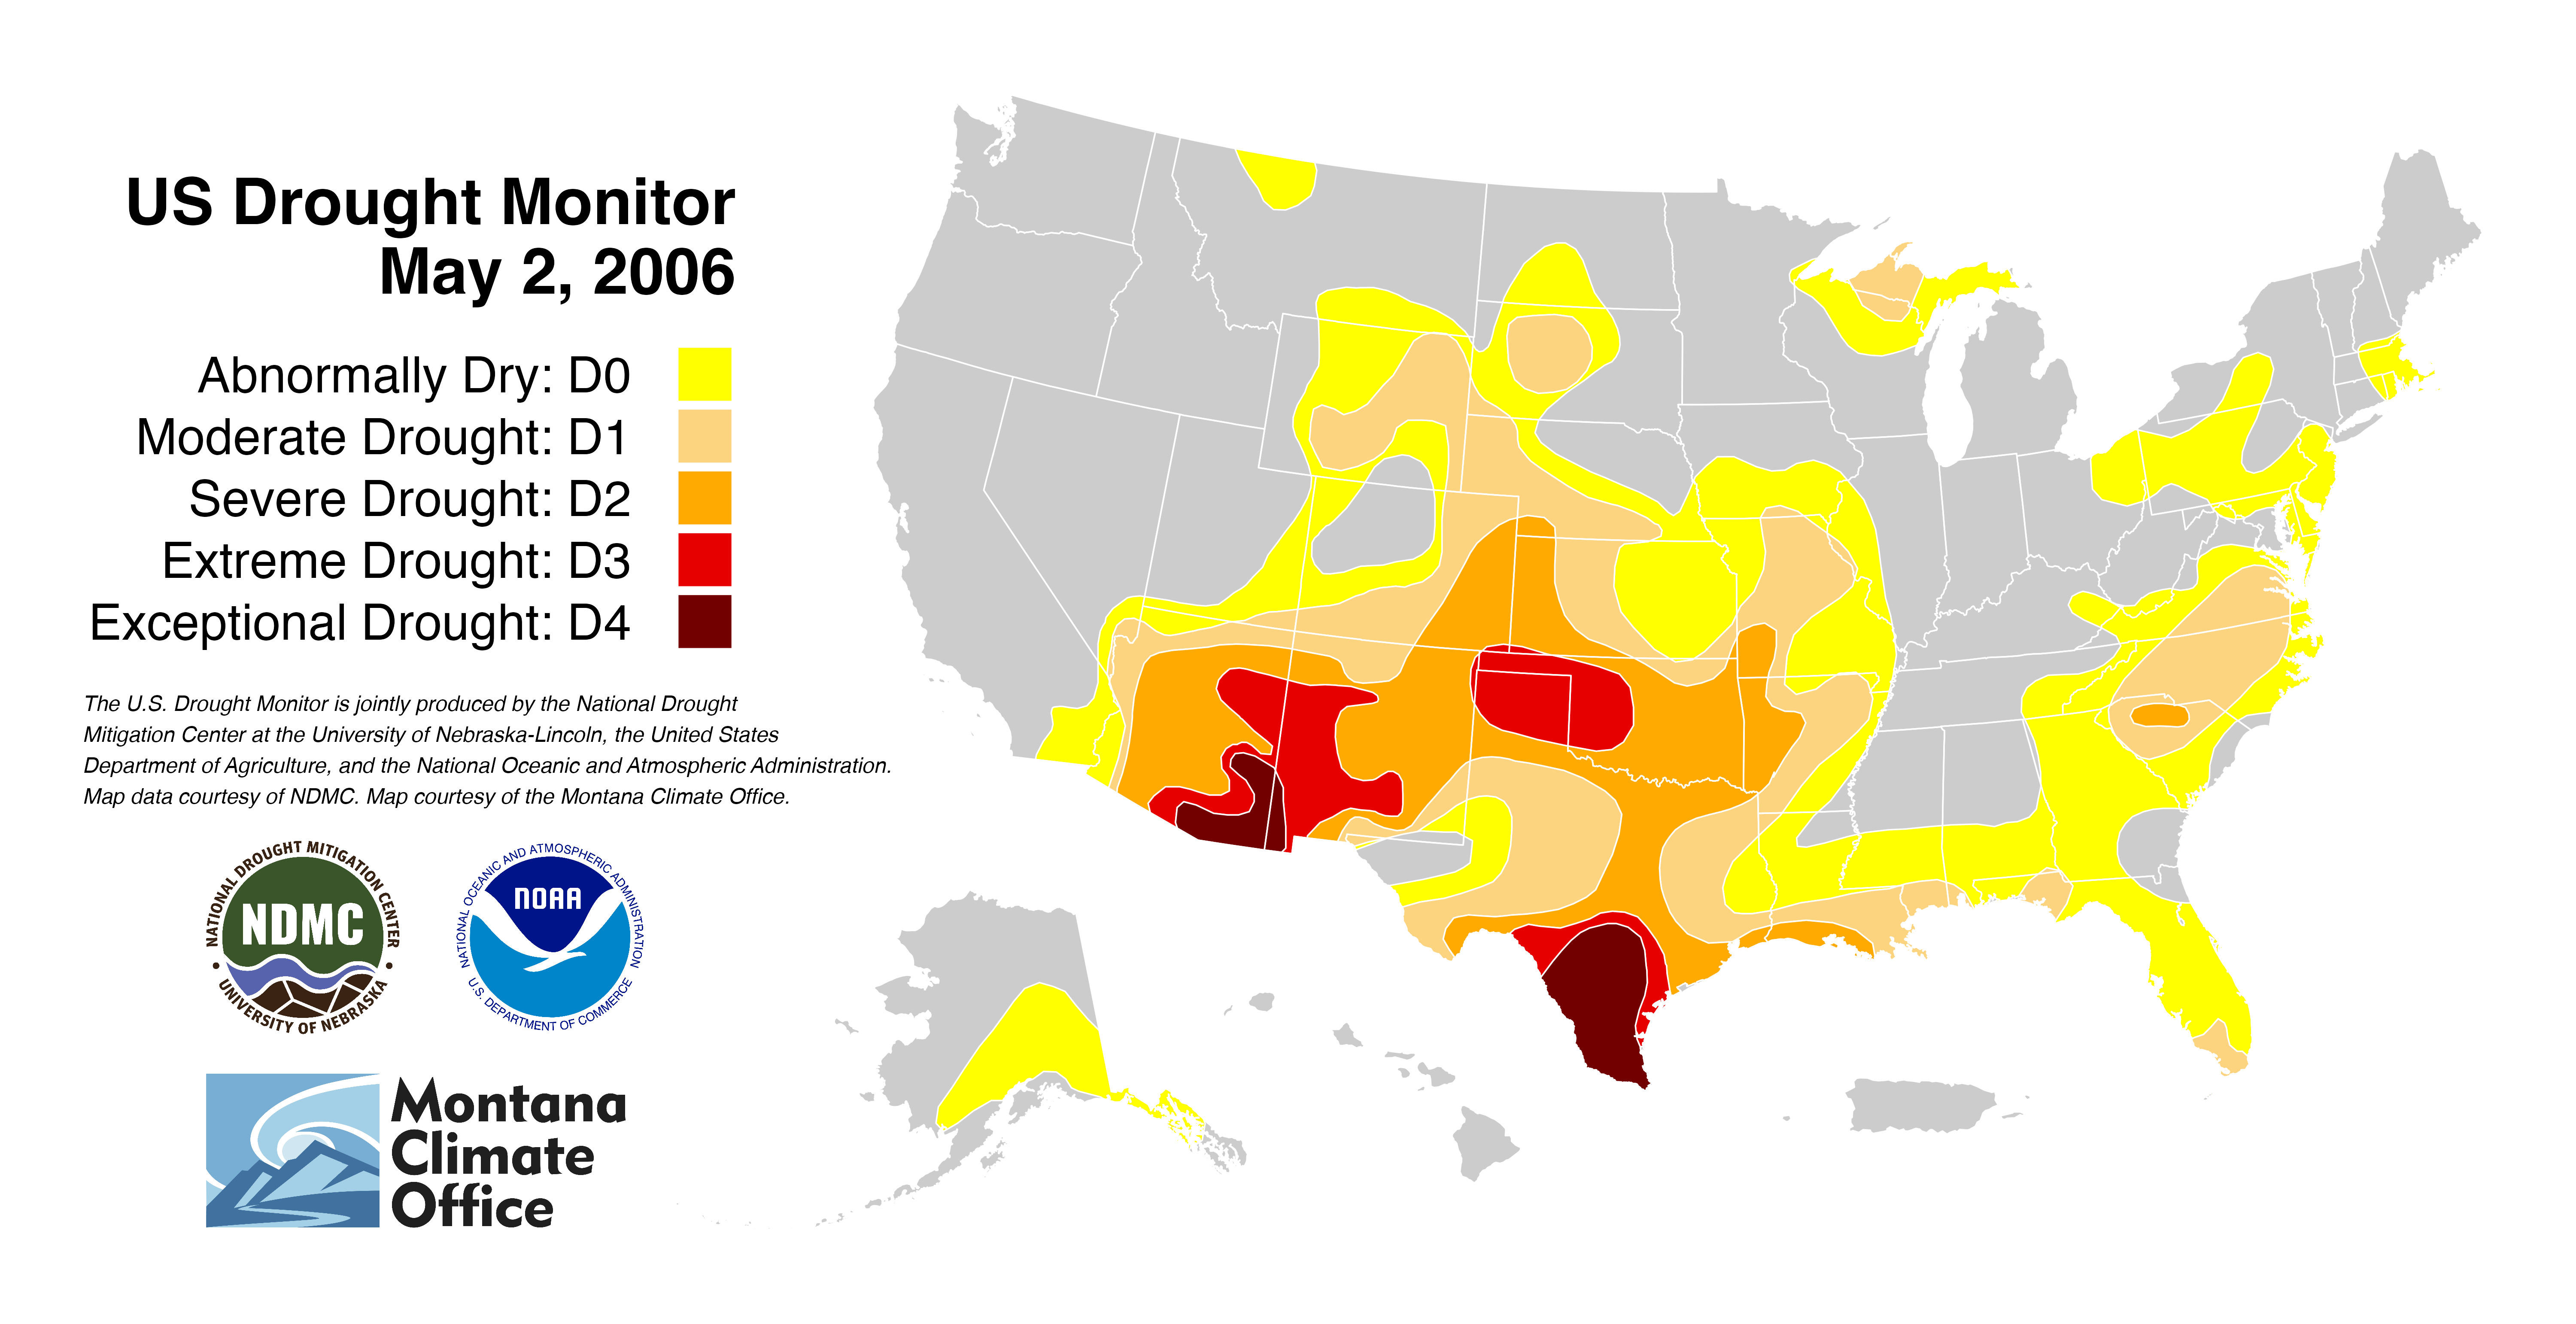 US Drought Monitor
May 2, 2006
Abnormally Dry: D0
Moderate Drought: D1
Severe Drought: D2
Extreme Drought: D3
Exceptional Drought: D4
The U.S. Drought Monitor is jointly produced by the National Drought
Mitigation Center at the University of Nebraska-Lincoln, the United States
Department of Agriculture, and the National Oceanic and Atmospheric Administration.
Map data courtesy of NDMC. Map courtesy of the Montana Climate Office.
NATIONAL DROUGHT MITIGATION CENTER
NDMC
• UNIVERSITY OF NEBRASKA •
NATIONAL OCEANIC AND ATMOSPHERIC ADMINISTRATION
NOAA
U.S. DEPARTMENT OF COMMERCE
Montana
Climate
Office